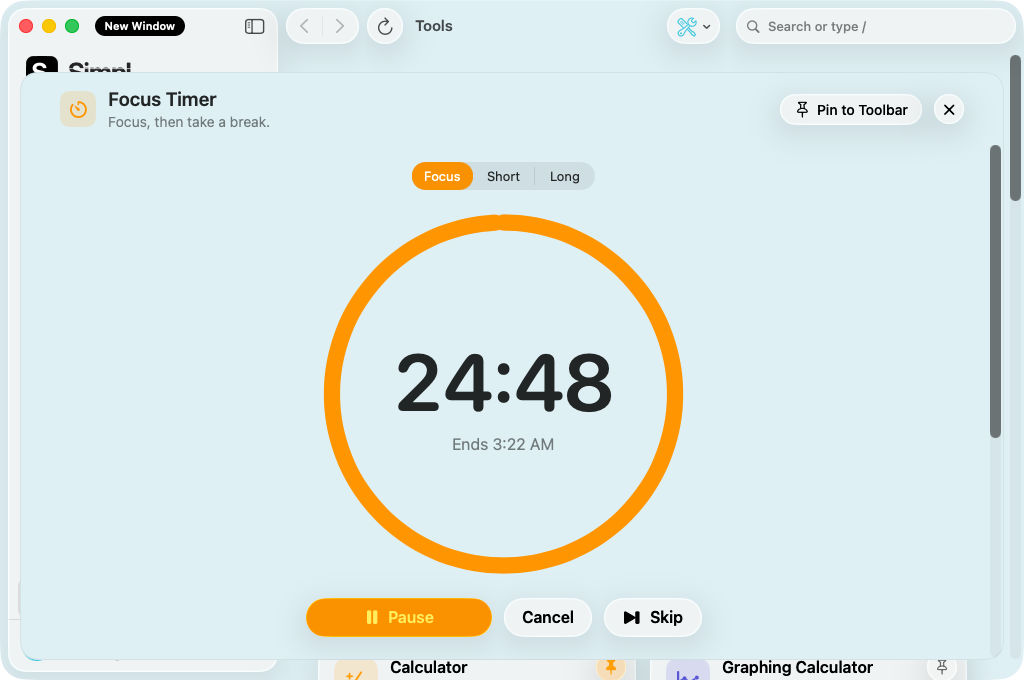 New Window
Tools
Search or type /
Simpl
Focus Timer
Focus, then take a break.
Pin to Toolbar
Focus
Short
Long
24:48
Ends 3:22 AM
Pause
Cancel
Skip
Calculator
Graphing Calculator